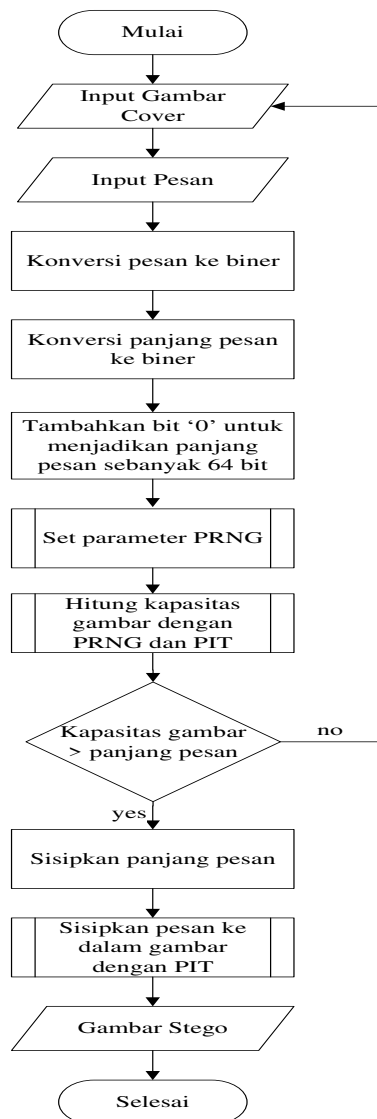 Mulai
Input Gambar
Cover
Input Pesan
Konversi pesan ke biner
Konversi panjang pesan
ke biner
Tambahkan bit ‘0’ untuk
menjadikan panjang
pesan sebanyak 64 bit
Set parameter PRNG
Hitung kapasitas
gambar dengan
PRNG dan PIT
Kapasitas gambar
> panjang pesan
no
yes
Sisipkan panjang pesan
Sisipkan pesan ke
dalam gambar
dengan PIT
Gambar Stego
Selesai